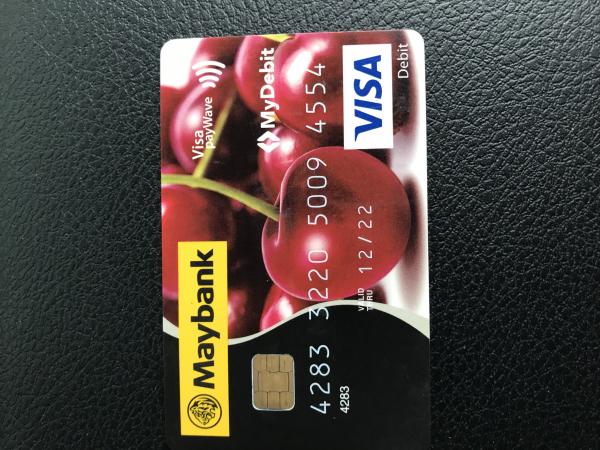 Maybank
Visa
payWave
MyDebit
4283 3220 5009 4554
4283
VALID
THRU 12/22
VISA
Debit